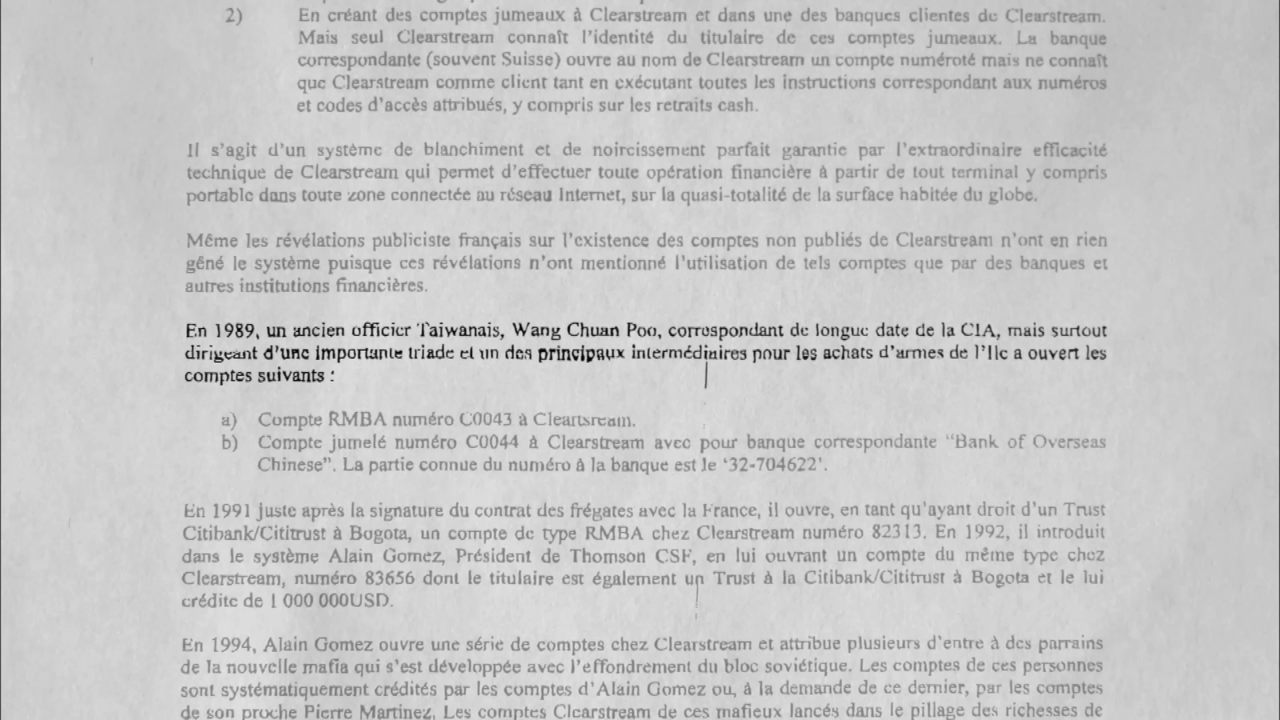 2) En créant des comptes jumeaux à Clearstream et dans une des banques clientes de Clearstream.
Mais seul Clearstream connaît l'identité du titulaire de ces comptes jumeaux. La banque
correspondante (souvent Suisse) ouvre au nom de Clearstream un compte numéroté mais ne connaît
que Clearstream comme client tant en exécutant toutes les instructions correspondant aux numéros
et codes d'accès attribués, y compris sur les retraits cash.
Il s'agit d'un système de blanchiment et de noircissement parfait garantie par l'extraordinaire efficacité
technique de Clearstream qui permet d'effectuer toute opération financière à partir de tout terminal y compris
portable dans toute zone connectée au réseau Internet, sur la quasi-totalité de la surface habitée du globe.
Même les révélations publiciste français sur l'existence des comptes non publiés de Clearstream n'ont en rien
gêné le système puisque ces révélations n'ont mentionné l'utilisation de tels comptes que par des banques et
autres institutions financières.
En 1989, un ancien officier Taiwanais, Wang Chuan Poo, correspondant de longue date de la CIA, mais surtout
dirigeant d'une importante triade et un des principaux intermédiaires pour les achats d'armes de l'Ile a ouvert les
comptes suivants :
a) Compte RMBA numéro C0043 à Cleartsream.
b) Compte jumelé numéro C0044 à Clearstream avec pour banque correspondante "Bank of Overseas
Chinese". La partie connue du numéro à la banque est le '32-704622'.
En 1991 juste après la signature du contrat des frégates avec la France, il ouvre, en tant qu'ayant droit d'un Trust
Citibank/Cititrust à Bogota, un compte de type RMBA chez Clearstream numéro 82313. En 1992, il introduit
dans le système Alain Gomez, Président de Thomson CSF, en lui ouvrant un compte du même type chez
Clearstream, numéro 83656 dont le titulaire est également un Trust à la Citibank/Cititrust à Bogota et le lui
crédite de 1 000 000USD.
En 1994, Alain Gomez ouvre une série de comptes chez Clearstream et attribue plusieurs d'entre à des parrains
de la nouvelle mafia qui s'est développée avec l'effondrement du bloc soviétique. Les comptes de ces personnes
sont systématiquement crédités par les comptes d'Alain Gomez ou, à la demande de ce dernier, par les comptes
de son proche Pierre Martinez. Les comptes Clearstream de ces mafieux lancés dans le pillage des richesses de